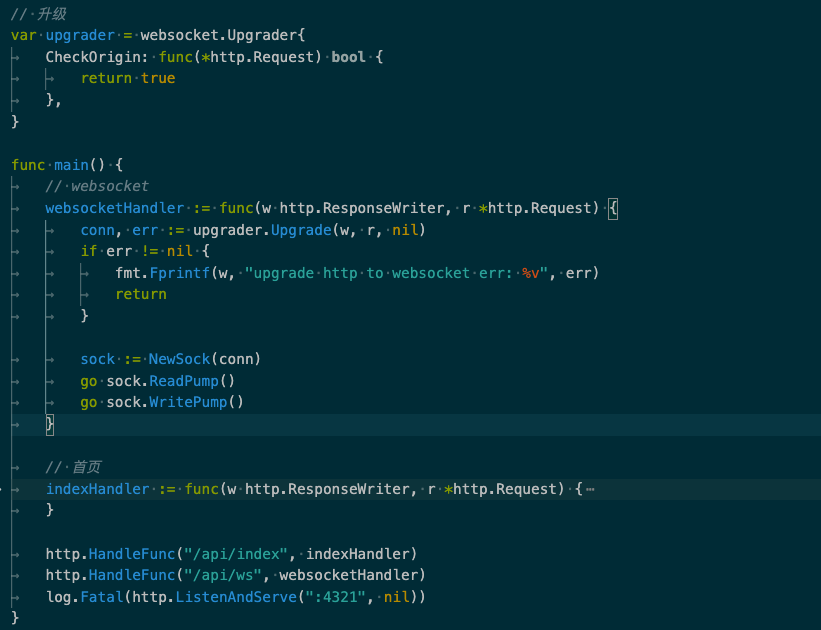 // 升级
var upgrader = websocket.Upgrader{
CheckOrigin: func(*http.Request) bool {
return true
},
}
func main() {
// websocket
websocketHandler := func(w http.ResponseWriter, r *http.Request) {
conn, err := upgrader.Upgrade(w, r, nil)
if err != nil {
fmt.Fprintf(w, "upgrade http to websocket err: %v", err)
return
}
sock := NewSock(conn)
go sock.ReadPump()
go sock.WritePump()
}
// 首页
indexHandler := func(w http.ResponseWriter, r *http.Request) {⋯
}
http.HandleFunc("/api/index", indexHandler)
http.HandleFunc("/api/ws", websocketHandler)
log.Fatal(http.ListenAndServe(":4321", nil))
}